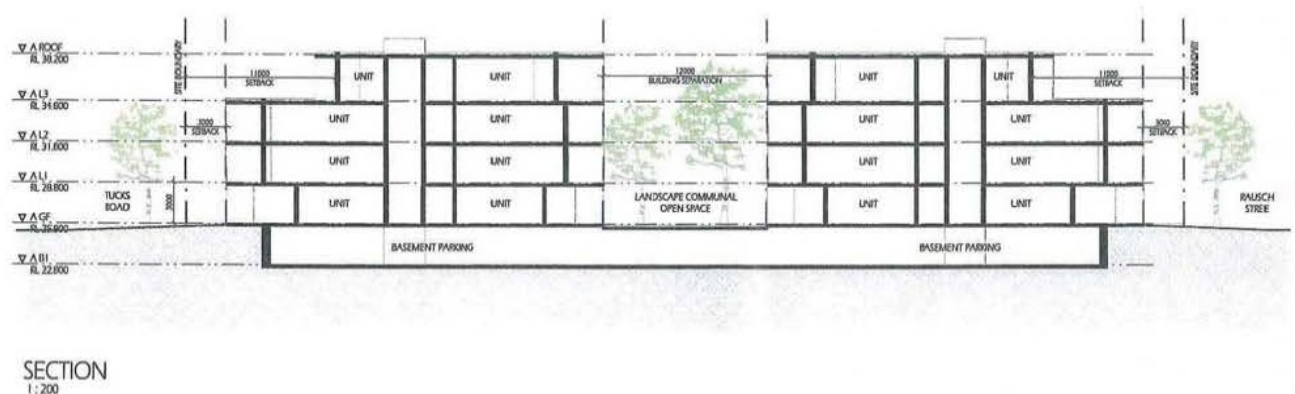 A ROOF
RL 38.200
A L3
RL 34.600
A L2
RL 31.600
A L1
RL 28.600
A GF
RL 25.600
A B1
RL 22.600
SITE BOUNDARY
11000
SETBACK
3000
SETBACK
TUCKS
ROAD
3000
UNIT
UNIT
UNIT
UNIT
UNIT
UNIT
UNIT
UNIT
12000
BUILDING SEPARATION
LANDSCAPE COMMUNAL
OPEN SPACE
UNIT
UNIT
UNIT
UNIT
UNIT
UNIT
UNIT
UNIT
11000
SETBACK
3000
SETBACK
SITE BOUNDARY
RAUSCH
BASEMENT PARKING
BASEMENT PARKING
SECTION
1 : 200